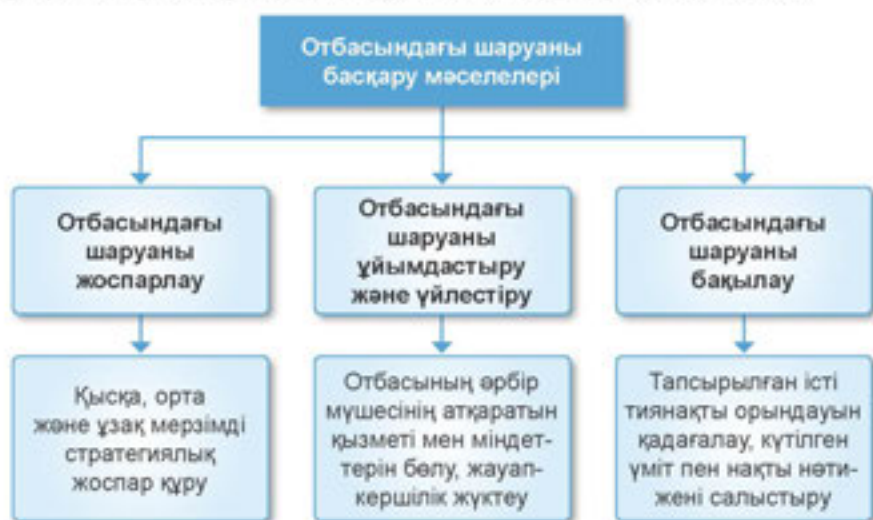 Отбасындағы шаруаны
басқару мәселелері
Отбасындағы
шаруаны
жоспарлау
Отбасындағы
шаруаны
ұйымдастыру
және үйлестіру
Отбасындағы
шаруаны
бақылау
Қысқа, орта
және ұзақ мерзімді
стратегиялық
жоспар құру
Отбасының әрбір
мүшесінің атқаратын
қызметі мен міндет-
терін бөлу, жауап-
кершілік жүктеу
Тапсырылған істі
тиянақты орындауын
қадағалау, күтілген
үміт пен нақты нәти-
жені салыстыру